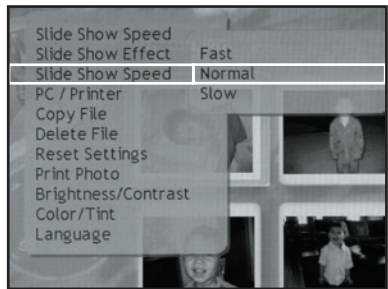 Slide Show Speed
Slide Show Effect Fast
Slide Show Speed Normal
PC / Printer Slow
Copy File
Delete File
Reset Settings
Print Photo
Brightness/Contrast
Color/Tint
Language